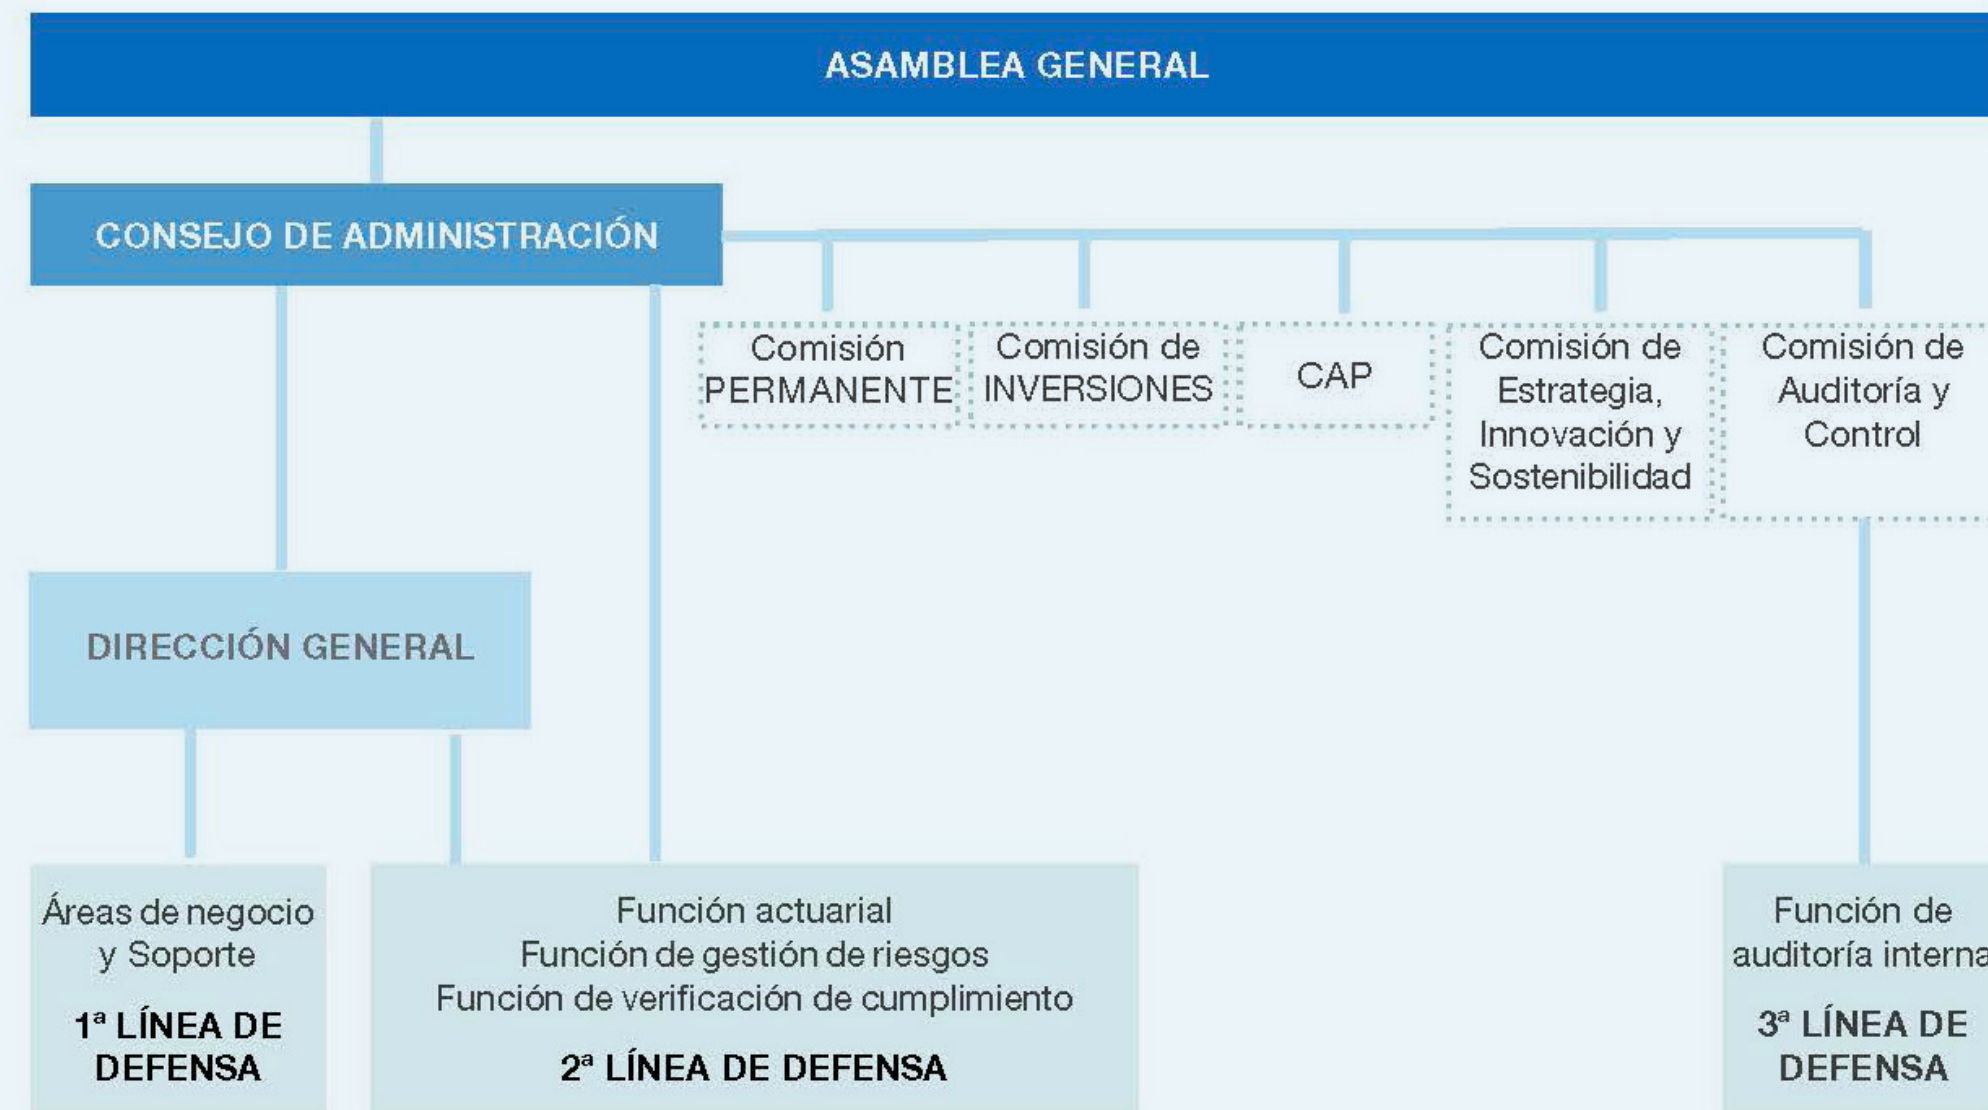 ASAMBLEA GENERAL
CONSEJO DE ADMINISTRACIÓN
Comisión
PERMANENTE
Comisión de
INVERSIONES
CAP
Comisión de
Estrategia,
Innovación y
Sostenibilidad
Comisión de
Auditoría y
Control
DIRECCIÓN GENERAL
Áreas de negocio
y Soporte
1ª LÍNEA DE
DEFENSA
Función actuarial
Función de gestión de riesgos
Función de verificación de cumplimiento
2ª LÍNEA DE DEFENSA
Función de
auditoría interna
3ª LÍNEA DE
DEFENSA